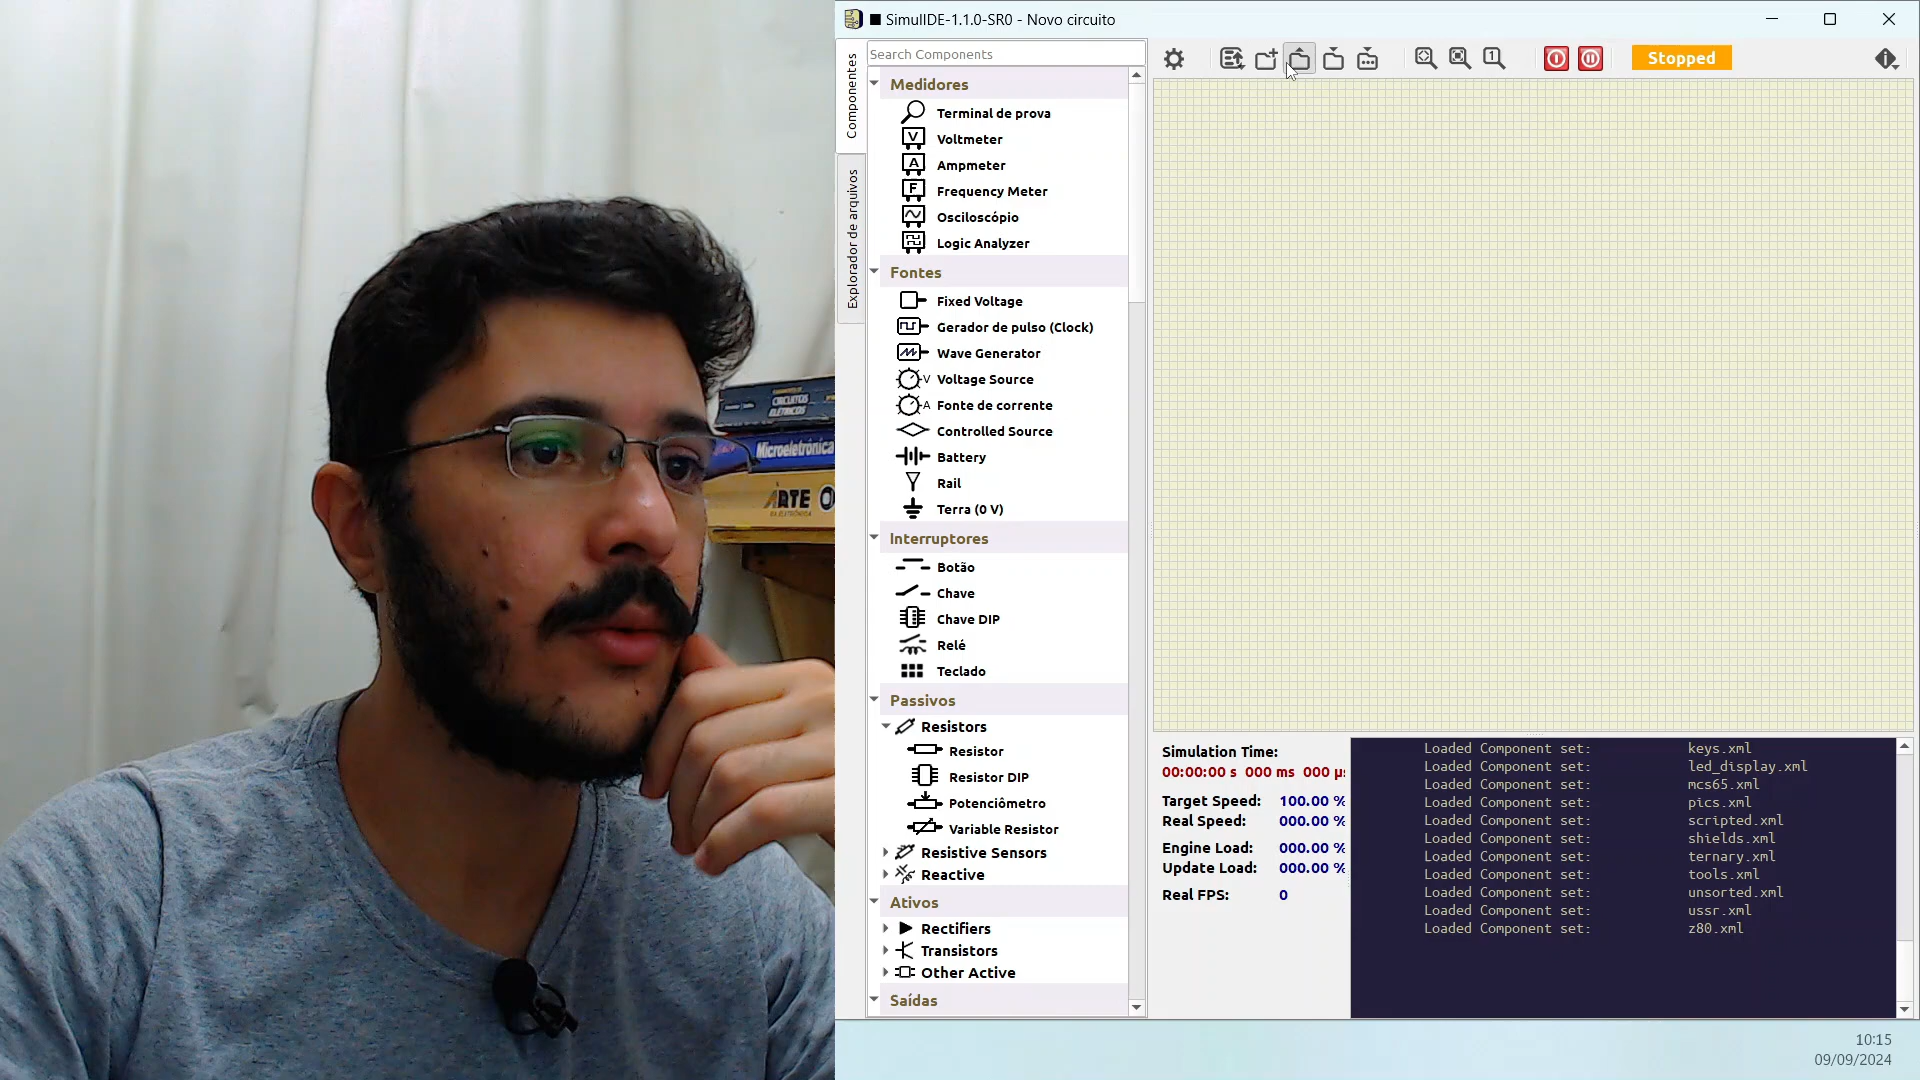 SimulIDE-1.1.0-SR0 - Novo circuito
Componentes
Explorador de arquivos
Search Components
Stopped
Medidores
Terminal de prova
Voltmeter
Ampmeter
Frequency Meter
Osciloscópio
Logic Analyzer
Fontes
Fixed Voltage
Gerador de pulso (Clock)
Wave Generator
Voltage Source
Fonte de corrente
Controlled Source
Battery
Rail
Terra (0 V)
Interruptores
Botão
Chave
Chave DIP
Relé
Teclado
Passivos
Resistors
Resistor
Resistor DIP
Potenciômetro
Variable Resistor
Resistive Sensors
Reactive
Ativos
Rectifiers
Transistors
Other Active
Saídas
Simulation Time:
00:00:00 s 000 ms 000 µs
Target Speed: 100.00 %
Real Speed: 000.00 %
Engine Load: 000.00 %
Update Load: 000.00 %
Real FPS: 0
Loaded Component set: keys.xml
Loaded Component set: led_display.xml
Loaded Component set: mcs65.xml
Loaded Component set: pics.xml
Loaded Component set: scripted.xml
Loaded Component set: shields.xml
Loaded Component set: ternary.xml
Loaded Component set: tools.xml
Loaded Component set: unsorted.xml
Loaded Component set: ussr.xml
Loaded Component set: z80.xml
CIRCUITOS
ELÉTRICOS
Microeletrônica
ARTE
10:15
09/09/2024